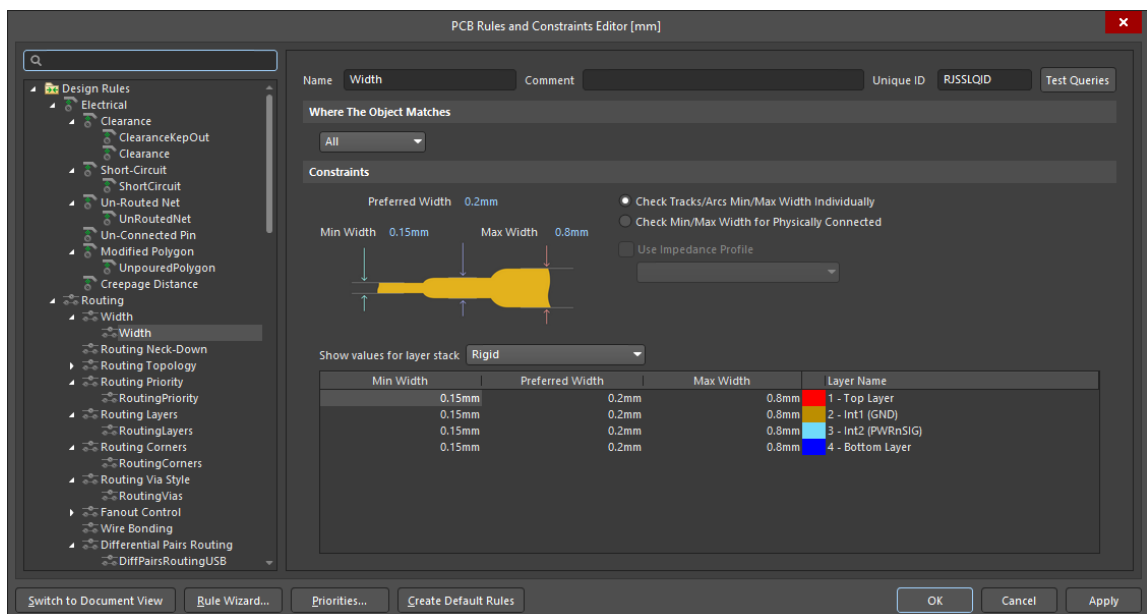 PCB Rules and Constraints Editor [mm]
Design Rules
Electrical
Clearance
ClearanceKepOut
Clearance
Short-Circuit
ShortCircuit
Un-Routed Net
UnRoutedNet
Un-Connected Pin
Modified Polygon
UnpouredPolygon
Creepage Distance
Routing
Width
Width
Routing Neck-Down
Routing Topology
Routing Priority
RoutingPriority
Routing Layers
RoutingLayers
Routing Corners
RoutingCorners
Routing Via Style
RoutingVias
Fanout Control
Wire Bonding
Differential Pairs Routing
DiffPairsRoutingUSB
Name Width Comment Unique ID RJSSLQID Test Queries
Where The Object Matches
All
Constraints
Preferred Width 0.2mm
Min Width 0.15mm Max Width 0.8mm
Check Tracks/Arcs Min/Max Width Individually
Check Min/Max Width for Physically Connected
Use Impedance Profile
Show values for layer stack Rigid
Min Width Preferred Width Max Width Layer Name
0.15mm 0.2mm 0.8mm 1 - Top Layer
0.15mm 0.2mm 0.8mm 2 - Int1 (GND)
0.15mm 0.2mm 0.8mm 3 - Int2 (PWRnSIG)
0.15mm 0.2mm 0.8mm 4 - Bottom Layer
Switch to Document View Rule Wizard... Priorities... Create Default Rules OK Cancel Apply